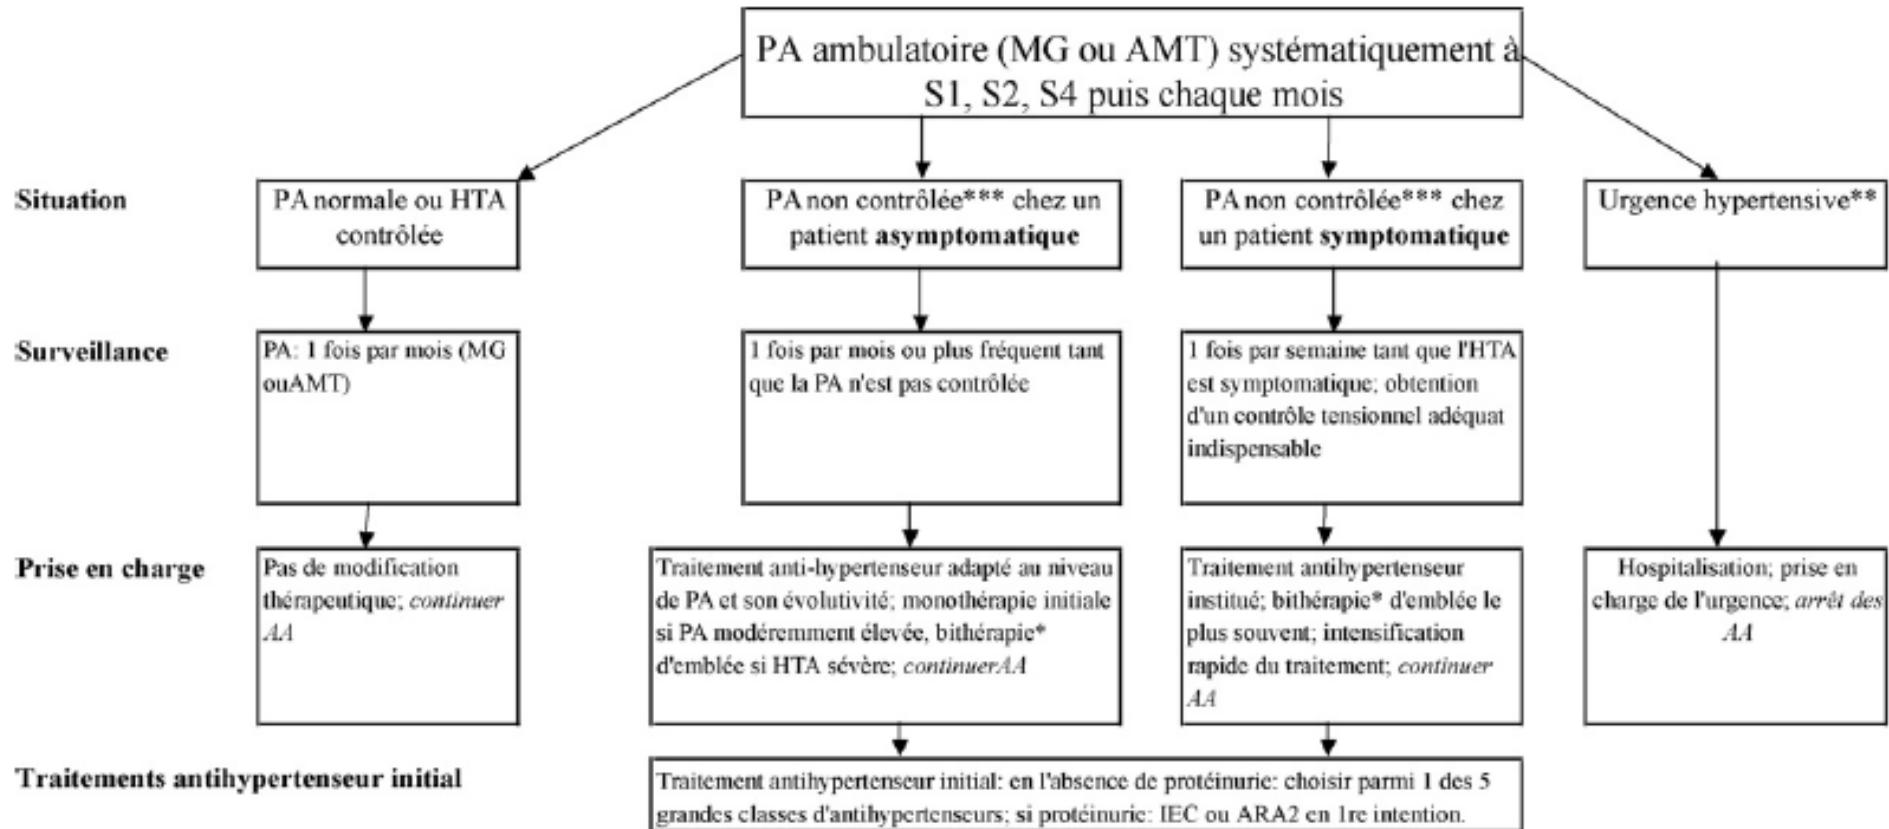 PA ambulatoire (MG ou AMT) systématiquement à
S1, S2, S4 puis chaque mois
Situation
PA normale ou HTA
contrôlée
PA non contrôlée*** chez un
patient asymptomatique
PA non contrôlée*** chez
un patient symptomatique
Urgence hypertensive**
Surveillance
PA: 1 fois par mois (MG
ouAMT)
1 fois par mois ou plus fréquent tant
que la PA n'est pas contrôlée
1 fois par semaine tant que l'HTA
est symptomatique; obtention
d'un contrôle tensionnel adéquat
indispensable
Prise en charge
Pas de modification
thérapeutique; continuer
AA
Traitement anti-hypertenseur adapté au niveau
de PA et son évolutivité; monothérapie initiale
si PA modéremment élevée, bithérapie*
d'emblée si HTA sévère; continuerAA
Traitement antihypertenseur
institué; bithérapie* d'emblée le
plus souvent; intensification
rapide du traitement; continuer
AA
Hospitalisation; prise en
charge de l'urgence; arrêt des
AA
Traitements antihypertenseur initial
Traitement antihypertenseur initial: en l'absence de protéinurie: choisir parmi 1 des 5
grandes classes d'antihypertenseurs; si protéinurie: IEC ou ARA2 en 1re intention.